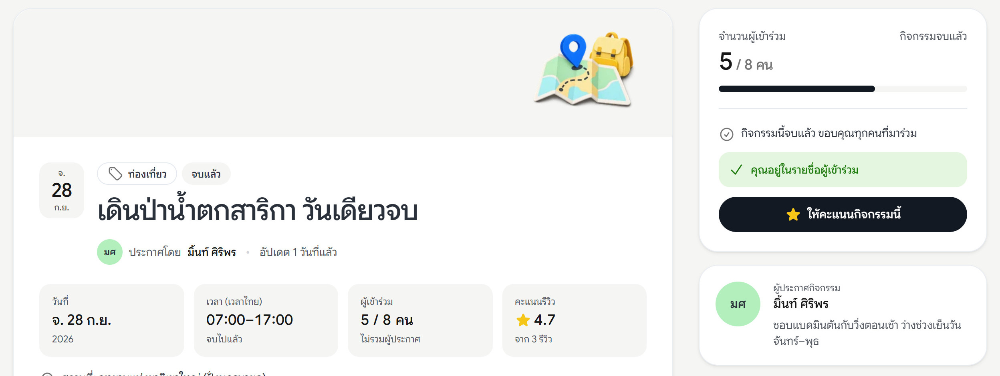 จ.
28
ก.ย.
ท่องเที่ยว
จบแล้ว
เดินป่าน้ำตกสาริกา วันเดียวจบ
มศ
ประกาศโดย มิ้นท์ ศิริพร • อัปเดต 1 วันที่แล้ว
วันที่
จ. 28 ก.ย.
2026
เวลา (เวลาไทย)
07:00–17:00
จบไปแล้ว
ผู้เข้าร่วม
5 / 8 คน
ไม่รวมผู้ประกาศ
คะแนนรีวิว
4.7
จาก 3 รีวิว
จำนวนผู้เข้าร่วม
กิจกรรมจบแล้ว
5 / 8 คน
กิจกรรมนี้จบแล้ว ขอบคุณทุกคนที่มาร่วม
คุณอยู่ในรายชื่อผู้เข้าร่วม
ให้คะแนนกิจกรรมนี้
มศ
ผู้ประกาศกิจกรรม
มิ้นท์ ศิริพร
ชอบแบดมินตันกับวิ่งตอนเช้า ว่างช่วงเย็นวัน
จันทร์–พุธ